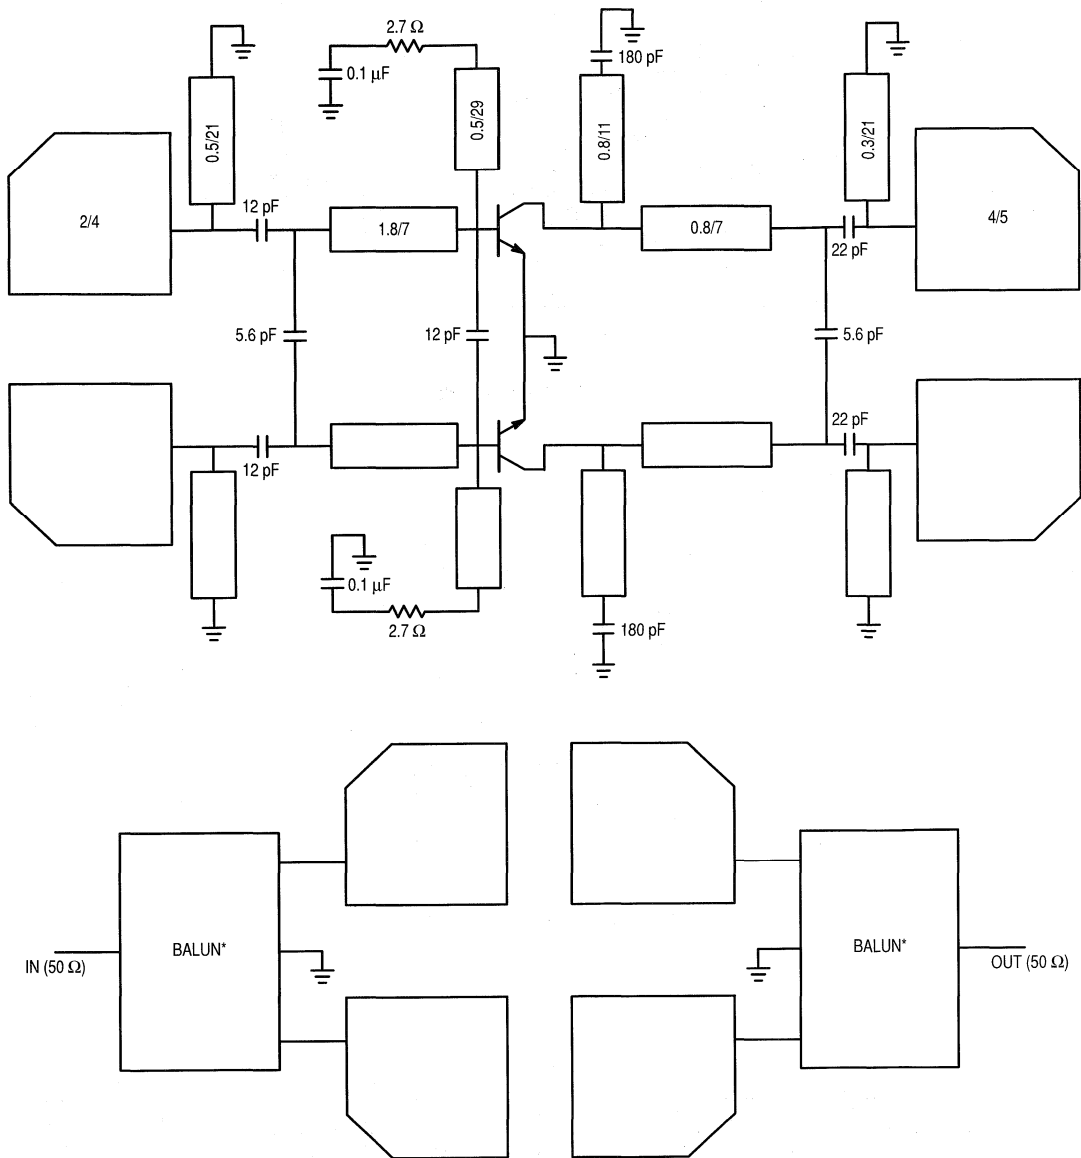 2.7 Ω
180 pF
0.1 μF
0.5/21
0.5/29
0.8/11
0.3/21
2/4
12 pF
1.8/7
0.8/7
22 pF
4/5
5.6 pF
12 pF
5.6 pF
12 pF
22 pF
0.1 μF
2.7 Ω
180 pF
BALUN*
BALUN*
IN (50 Ω)
OUT (50 Ω)